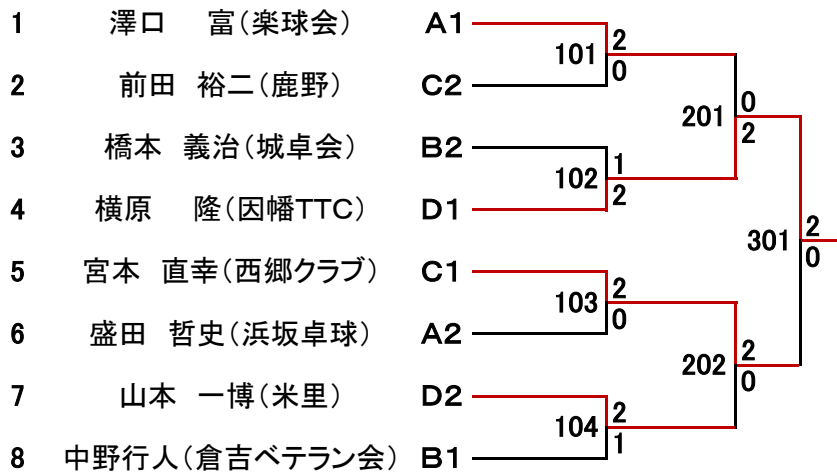 1 澤口 富(楽球会) A1
101 2
0
2 前田 裕二(鹿野) C2
201 0
2
3 橋本 義治(城卓会) B2
102 1
2
4 横原 隆(因幡TTC) D1
301 2
0
5 宮本 直幸(西郷クラブ) C1
103 2
0
6 盛田 哲史(浜坂卓球) A2
202 2
0
7 山本 一博(米里) D2
104 2
1
8 中野行人(倉吉ベテラン会) B1